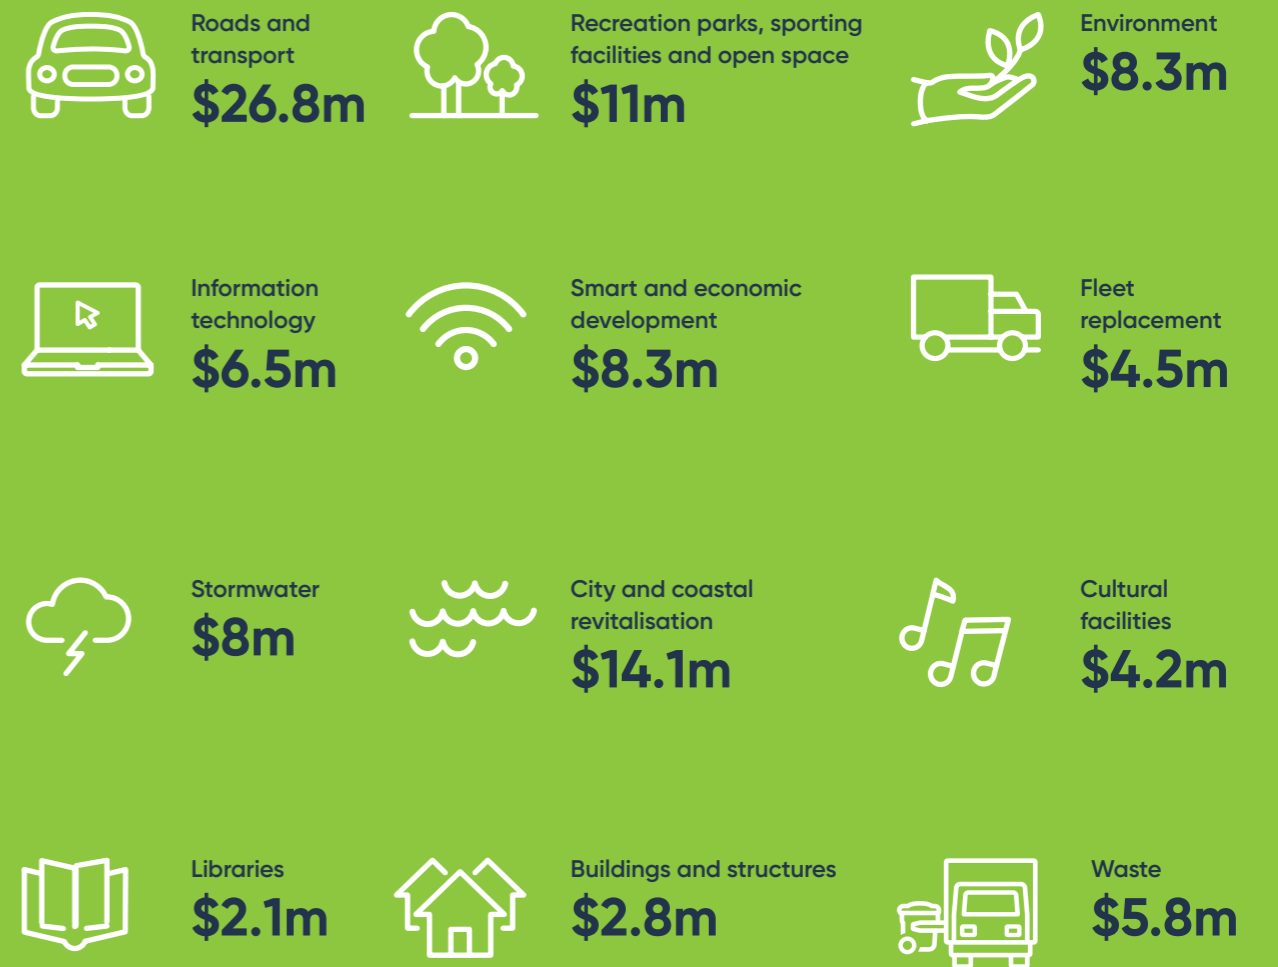 Roads and
transport
$26.8m
Recreation parks, sporting
facilities and open space
$11m
Environment
$8.3m
Information
technology
$6.5m
Smart and economic
development
$8.3m
Fleet
replacement
$4.5m
Stormwater
$8m
City and coastal
revitalisation
$14.1m
Cultural
facilities
$4.2m
Libraries
$2.1m
Buildings and structures
$2.8m
Waste
$5.8m